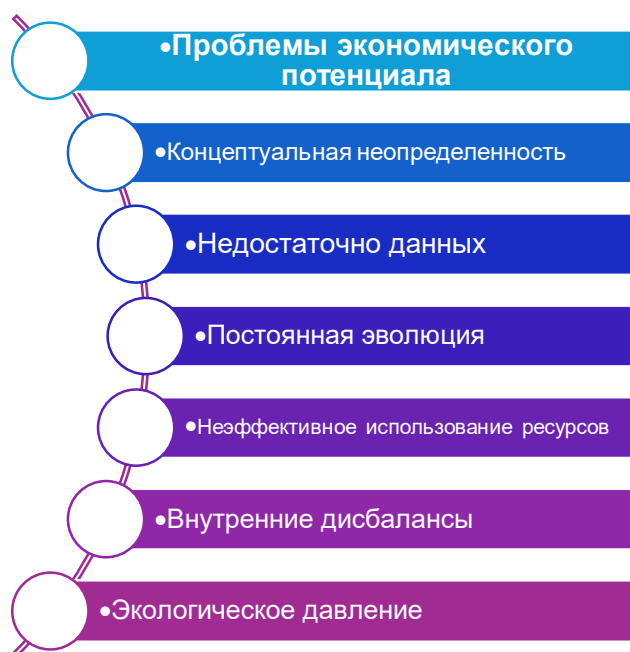 •Проблемы экономического
потенциала
•Концептуальная неопределенность
•Недостаточно данных
•Постоянная эволюция
•Неэффективное использование ресурсов
•Внутренние дисбалансы
•Экологическое давление